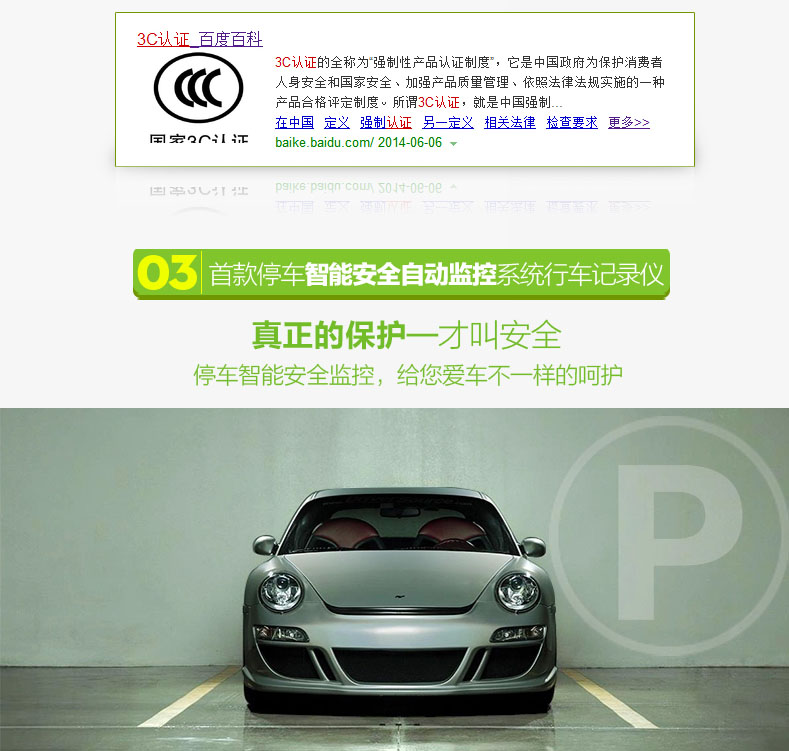 3C认证_百度百科
3C认证的全称为“强制性产品认证制度”，它是中国政府为保护消费者
人身安全和国家安全、加强产品质量管理、依照法律法规实施的一种
产品合格评定制度。所谓3C认证，就是中国强制...
在中国 定义 强制认证 另一定义 相关法律 检查要求 更多>>
国家3C认证
baike.baidu.com/ 2014-06-06
03 首款停车智能安全自动监控系统行车记录仪
真正的保护—才叫安全
停车智能安全监控，给您爱车不一样的呵护
P